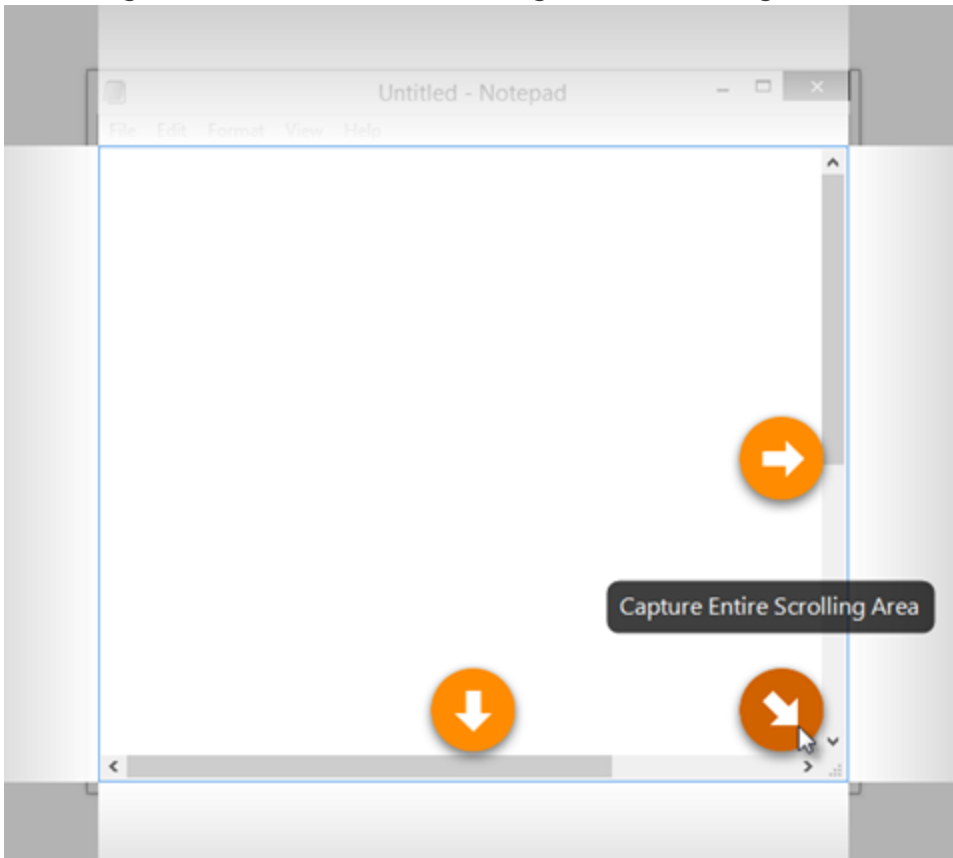 Untitled - Notepad
File Edit Format View Help
Capture Entire Scrolling Area